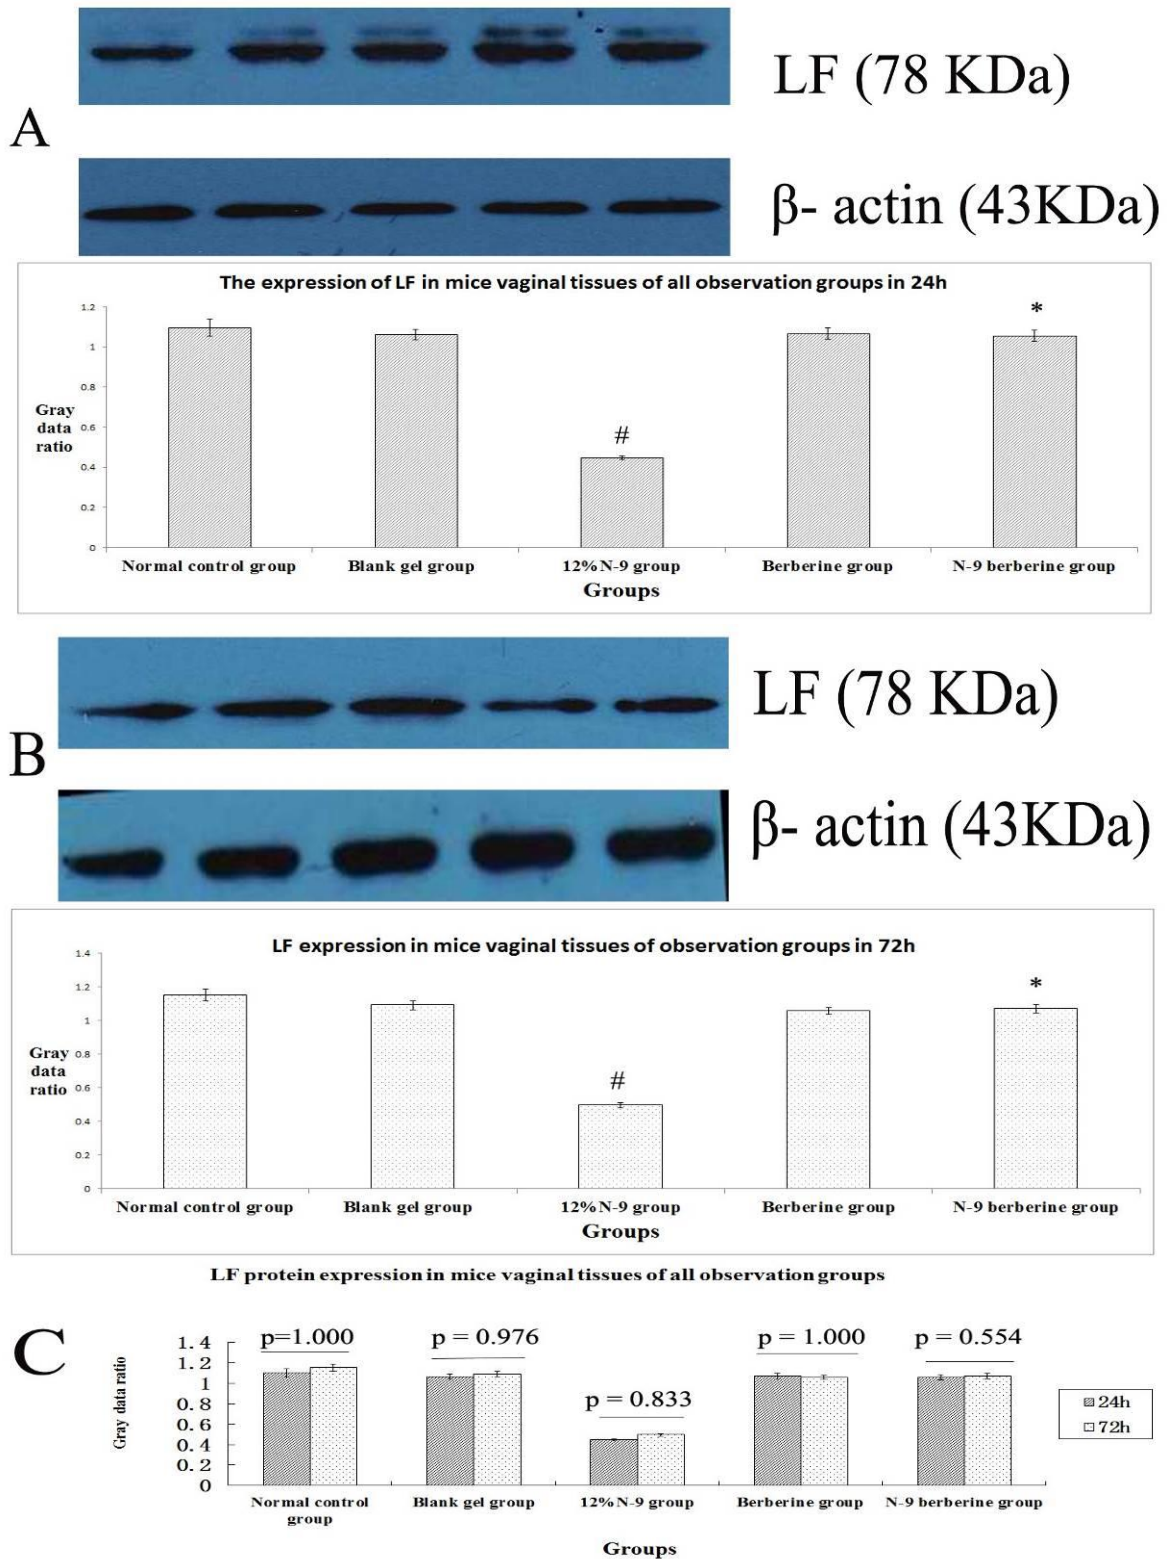 LF (78 KDa)
A
β- actin (43KDa)
The expression of LF in mice vaginal tissues of all observation groups in 24h
1.2
1
0.8
0.6
0.4
0.2
0
Gray
data
ratio
#
*
Normal control group Blank gel group 12% N-9 group Berberine group N-9 berberine group
Groups
LF (78 KDa)
B
β- actin (43KDa)
LF expression in mice vaginal tissues of observation groups in 72h
1.4
1.2
1
0.8
0.6
0.4
0.2
0
Gray
data
ratio
#
*
Normal control group Blank gel group 12% N-9 group Berberine group N-9 berberine group
Groups
LF protein expression in mice vaginal tissues of all observation groups
C
Gray data ratio
1.4
1.2
1
0.8
0.6
0.4
0.2
0
p=1.000 p = 0.976 p = 0.833 p = 1.000 p = 0.554
24h
72h
Normal control
group
Blank gel group 12% N-9 group Berberine group N-9 berberine group
Groups